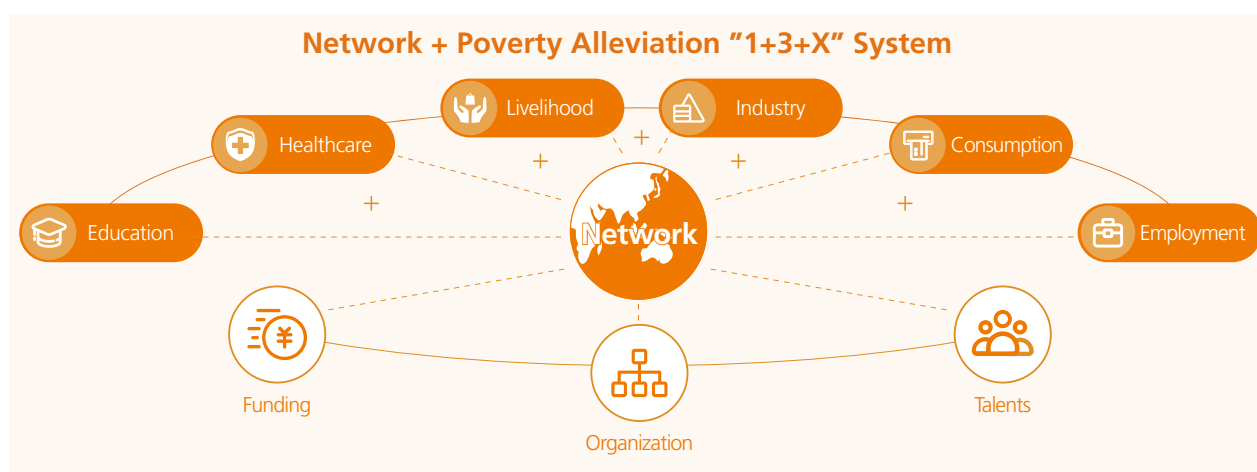 Network + Poverty Alleviation "1+3+X" System
Livelihood
Industry
Healthcare
Consumption
Education
Network
Employment
Funding
Talents
Organization